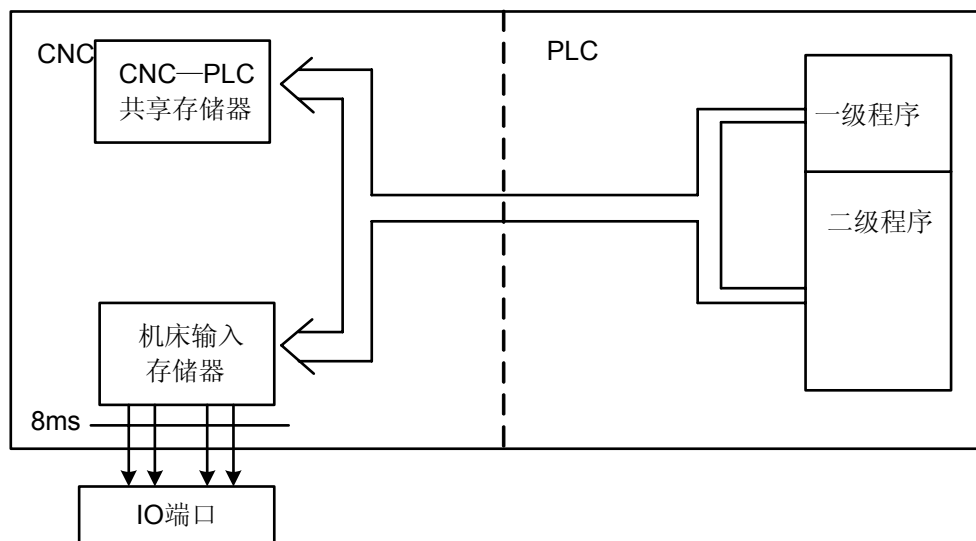 CNC
CNC—PLC
共享存储器
PLC
一级程序
二级程序
机床输入
存储器
8ms
IO端口